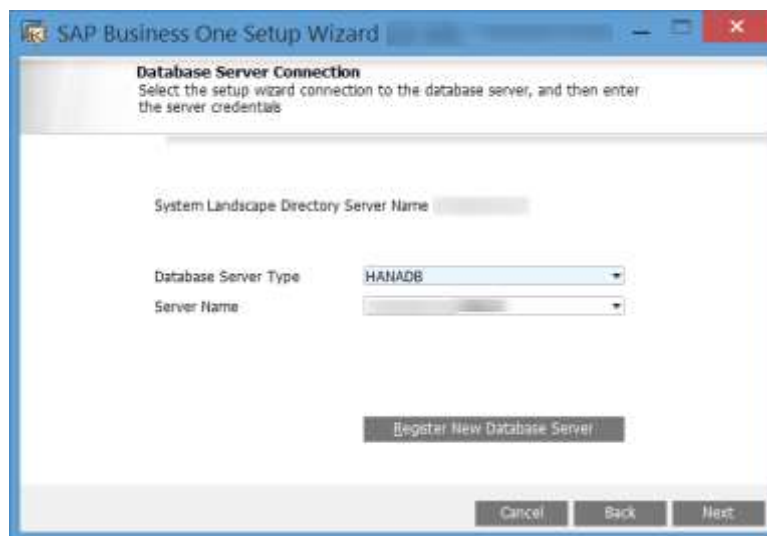 SAP Business One Setup Wizard
Database Server Connection
Select the setup wizard connection to the database server, and then enter
the server credentials
System Landscape Directory Server Name
Database Server Type HANADB
Server Name
Register New Database Server
Cancel Back Next